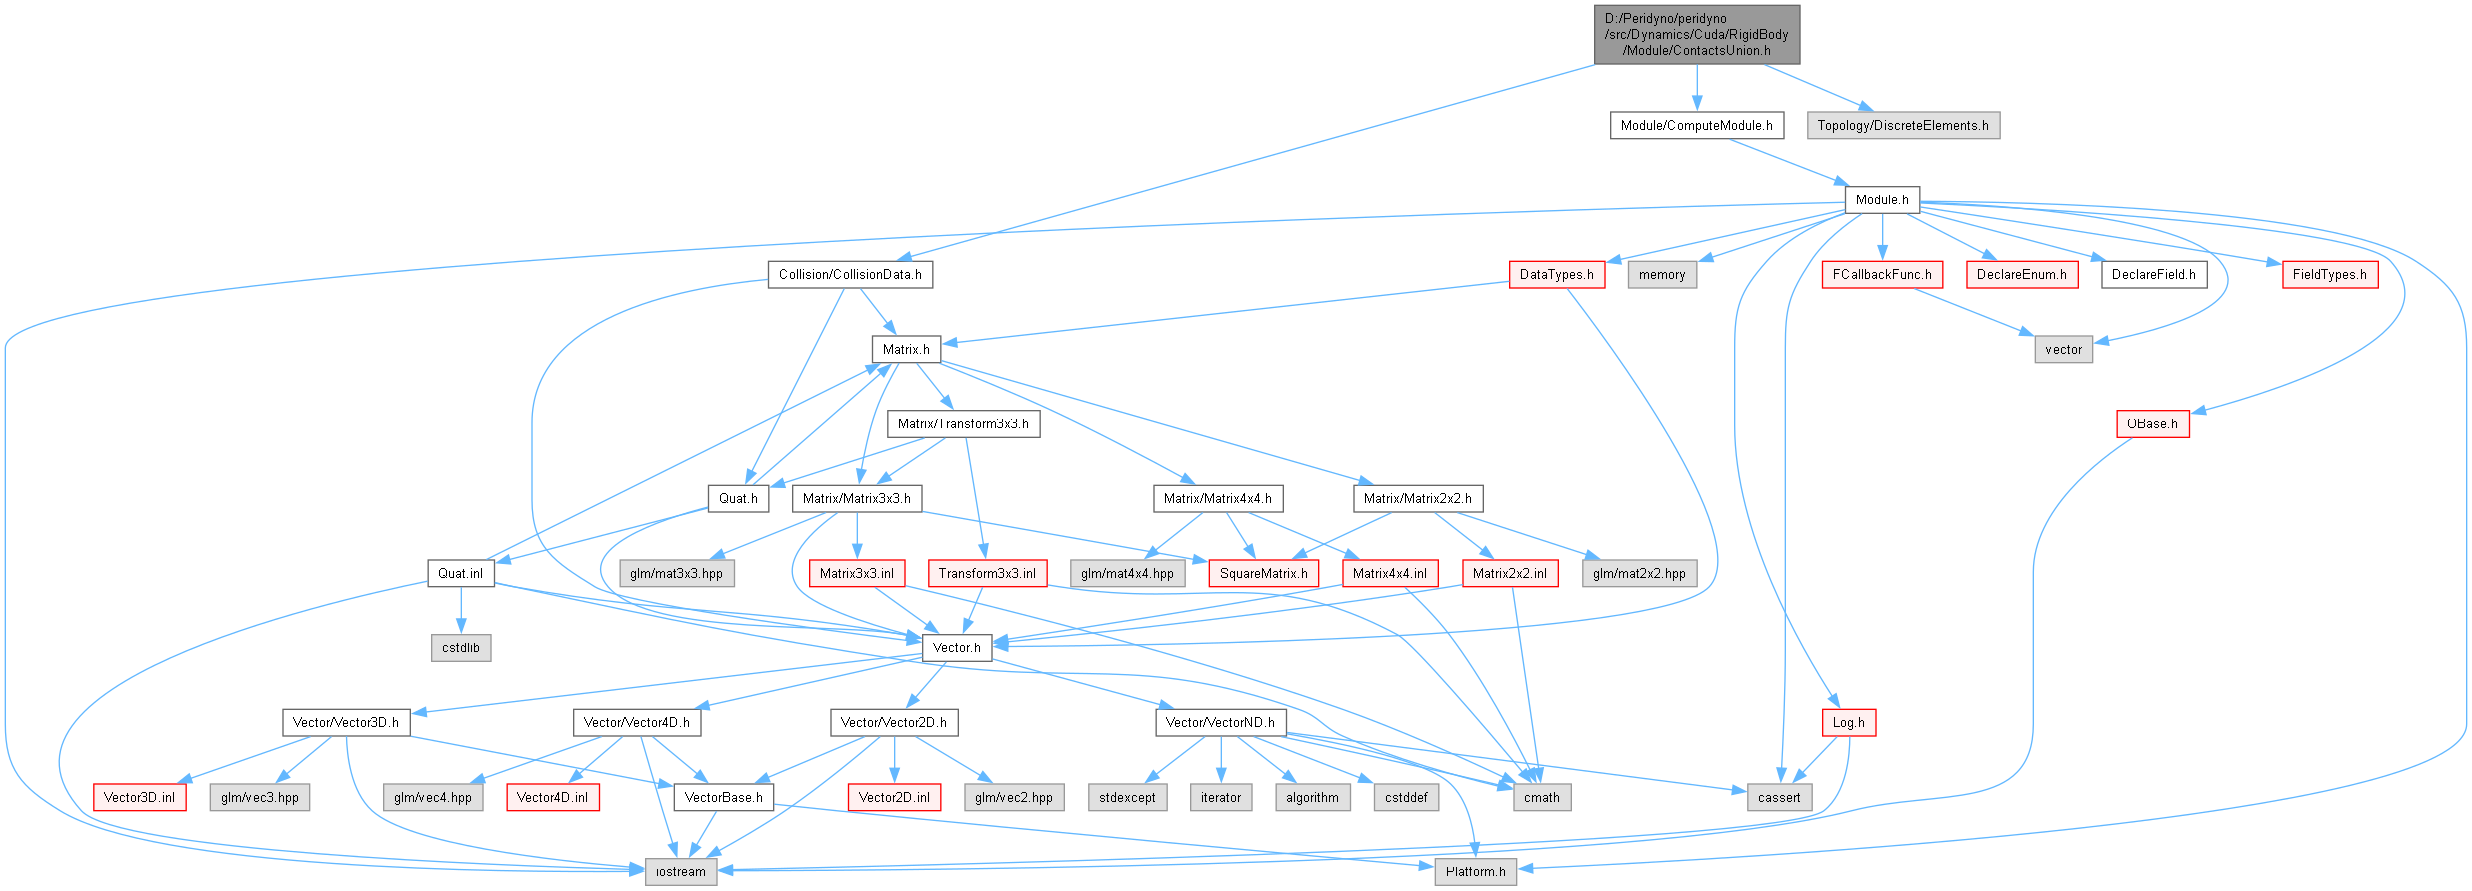 D:/Peridyno/peridyno
/src/Dynamics/Cuda/RigidBody
/Module/ContactsUnion.h
Module/ComputeModule.h
Topology/DiscreteElements.h
Module.h
Collision/CollisionData.h
DataTypes.h
memory
FCallbackFunc.h
DeclareEnum.h
DeclareField.h
FieldTypes.h
Matrix.h
vector
Matrix/Transform3x3.h
OBase.h
Quat.h
Matrix/Matrix3x3.h
Matrix/Matrix4x4.h
Matrix/Matrix2x2.h
Quat.inl
glm/mat3x3.hpp
Matrix3x3.inl
Transform3x3.inl
glm/mat4x4.hpp
SquareMatrix.h
Matrix4x4.inl
Matrix2x2.inl
glm/mat2x2.hpp
cstdlib
Vector.h
Vector/Vector3D.h
Vector/Vector4D.h
Vector/Vector2D.h
Vector/VectorND.h
Log.h
Vector3D.inl
glm/vec3.hpp
glm/vec4.hpp
Vector4D.inl
VectorBase.h
Vector2D.inl
glm/vec2.hpp
stdexcept
iterator
algorithm
cstddef
cmath
cassert
iostream
Platform.h